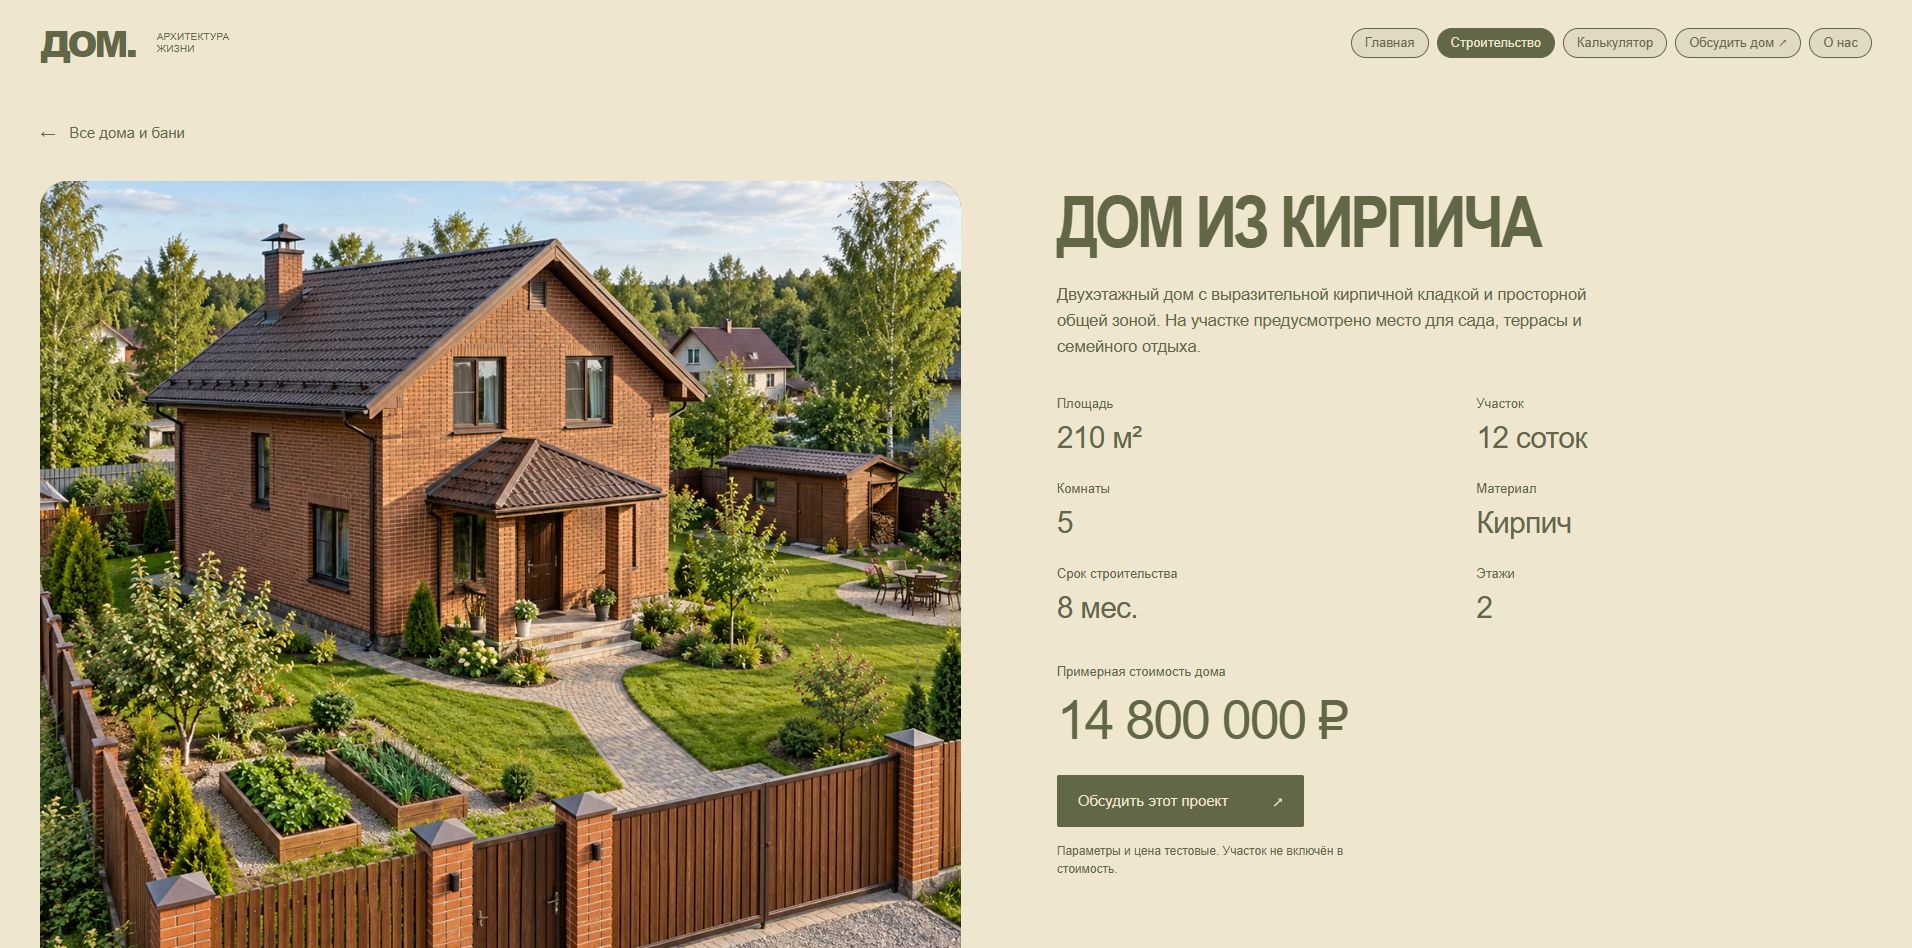 ДОМ.
АРХИТЕКТУРА
ЖИЗНИ
Главная
Строительство
Калькулятор
Обсудить дом ↗
О нас
← Все дома и бани
ДОМ ИЗ КИРПИЧА
Двухэтажный дом с выразительной кирпичной кладкой и просторной
общей зоной. На участке предусмотрено место для сада, террасы и
семейного отдыха.
Площадь
210 м²
Участок
12 соток
Комнаты
5
Материал
Кирпич
Срок строительства
8 мес.
Этажи
2
Примерная стоимость дома
14 800 000 ₽
Обсудить этот проект ↗
Параметры и цена тестовые. Участок не включён в
стоимость.